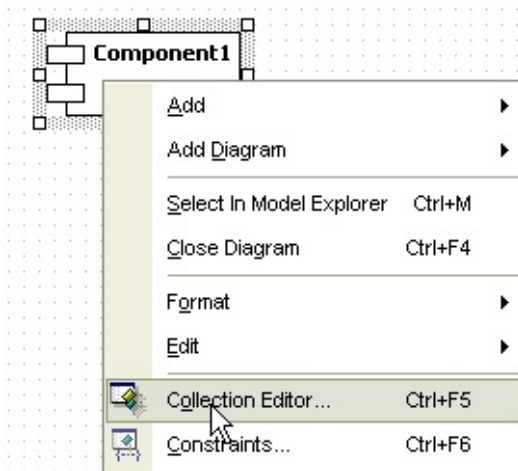 Component1
Add
Add Diagram
Select In Model Explorer Ctrl+M
Close Diagram Ctrl+F4
Format
Edit
Collection Editor... Ctrl+F5
Constraints... Ctrl+F6